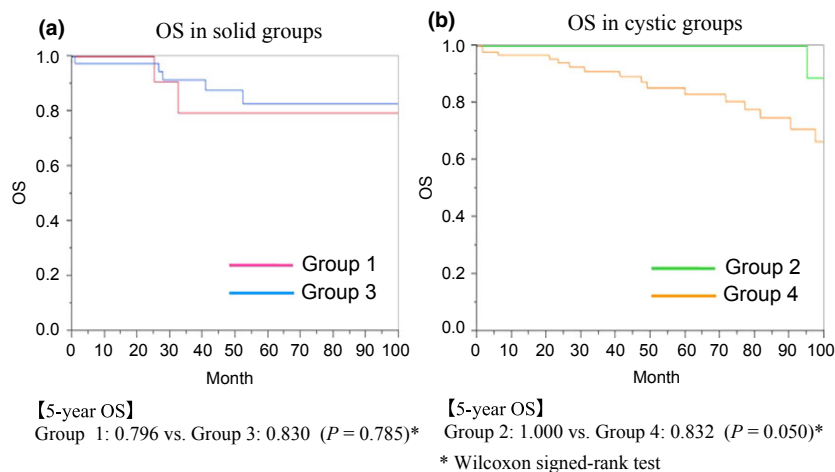 (a) OS in solid groups
1.0
0.8
0.6
0.4
0.2
0.0
OS
Group 1
Group 3
0 10 20 30 40 50 60 70 80 90 100
Month
【5-year OS】
Group 1: 0.796 vs. Group 3: 0.830 (P = 0.785)*
(b) OS in cystic groups
1.0
0.8
0.6
0.4
0.2
0.0
OS
Group 2
Group 4
0 10 20 30 40 50 60 70 80 90 100
Month
【5-year OS】
Group 2: 1.000 vs. Group 4: 0.832 (P = 0.050)*
* Wilcoxon signed-rank test